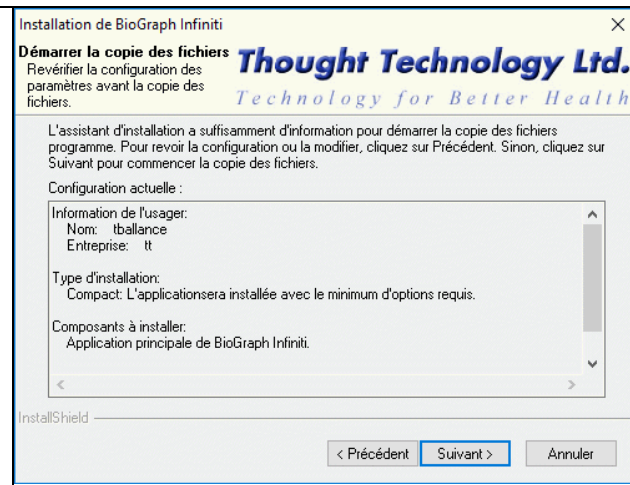 Installation de BioGraph Infiniti
Démarrer la copie des fichiers
Revérifier la configuration des
paramètres avant la copie des
fichiers.
Thought Technology Ltd.
Technology for Better Health
L'assistant d'installation a suffisamment d'information pour démarrer la copie des fichiers
programme. Pour revoir la configuration ou la modifier, cliquez sur Précédent. Sinon, cliquez sur
Suivant pour commencer la copie des fichiers.
Configuration actuelle :
Information de l'usager:
Nom: tballance
Entreprise: tt
Type d'installation:
Compact: L'applicationsera installée avec le minimum d'options requis.
Composants à installer:
Application principale de BioGraph Infiniti.
InstallShield
< Précédent
Suivant >
Annuler